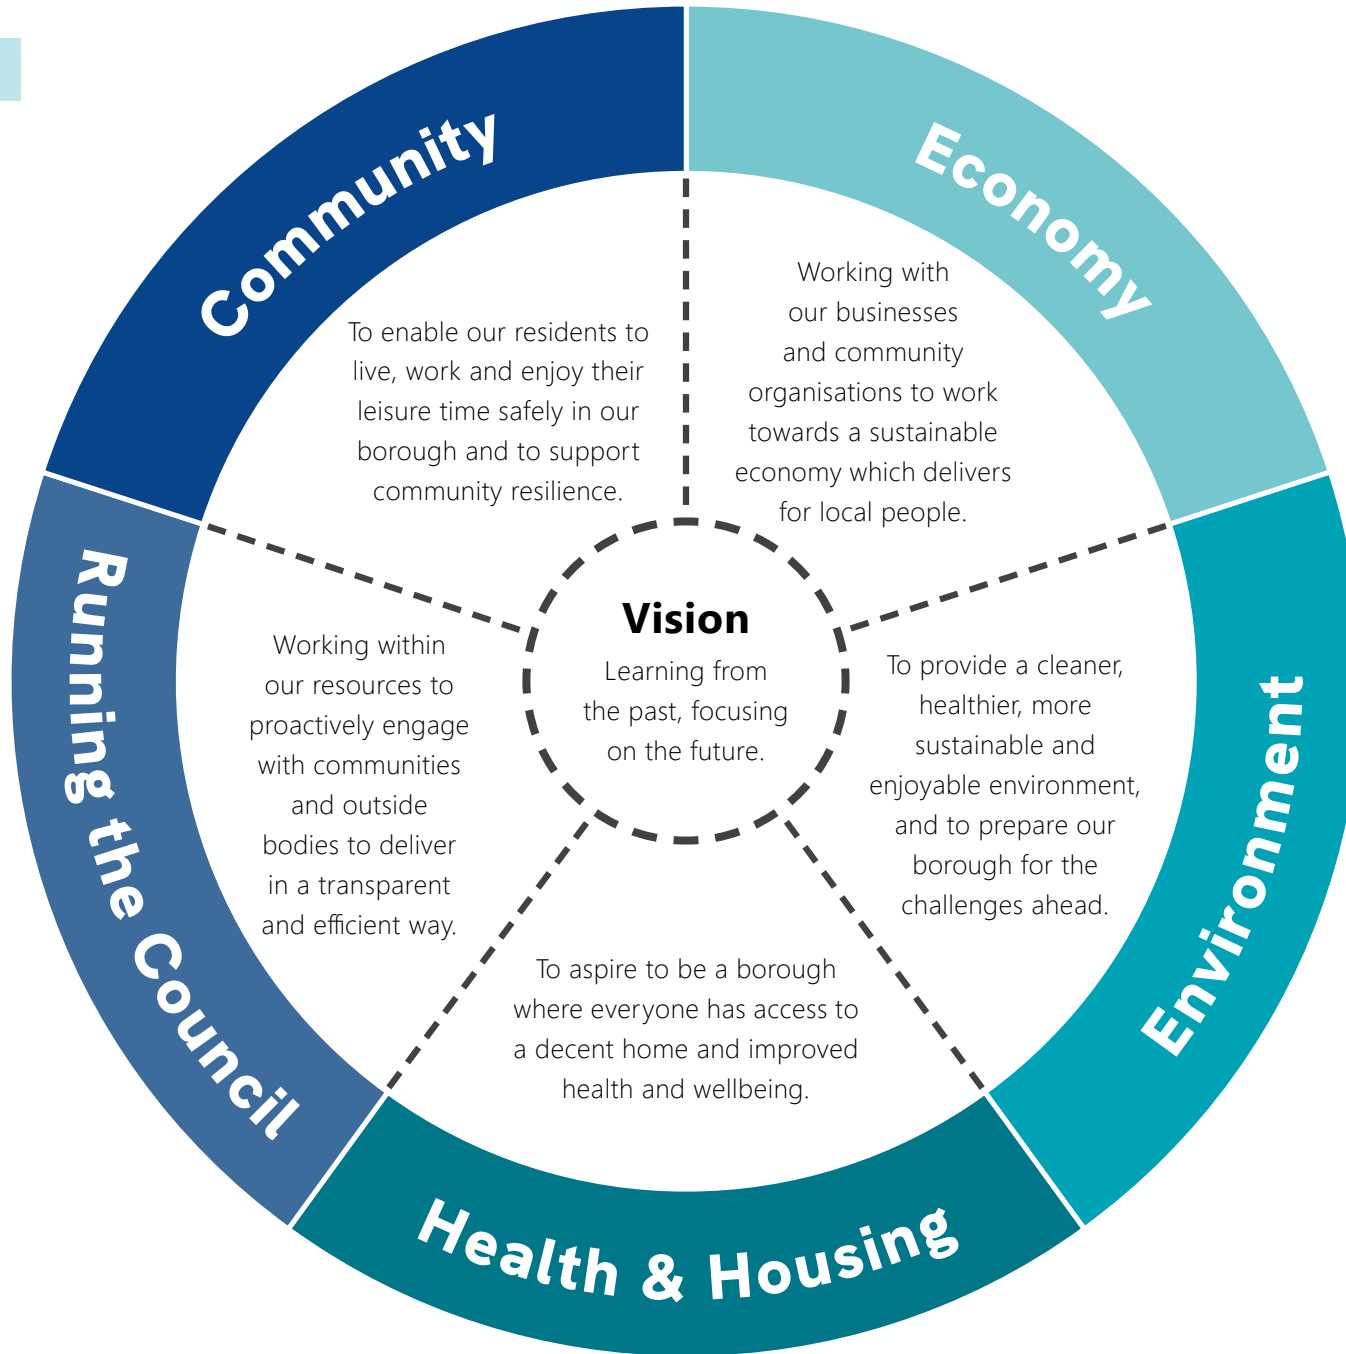 Community
To enable our residents to
live, work and enjoy their
leisure time safely in our
borough and to support
community resilience.
Economy
Working with
our businesses
and community
organisations to work
towards a sustainable
economy which delivers
for local people.
Vision
Learning from
the past, focusing
on the future.
Environment
To provide a cleaner,
healthier, more
sustainable and
enjoyable environment,
and to prepare our
borough for the
challenges ahead.
Health & Housing
To aspire to be a borough
where everyone has access to
a decent home and improved
health and wellbeing.
Running the Council
Working within
our resources to
proactively engage
with communities
and outside
bodies to deliver
in a transparent
and efficient way.